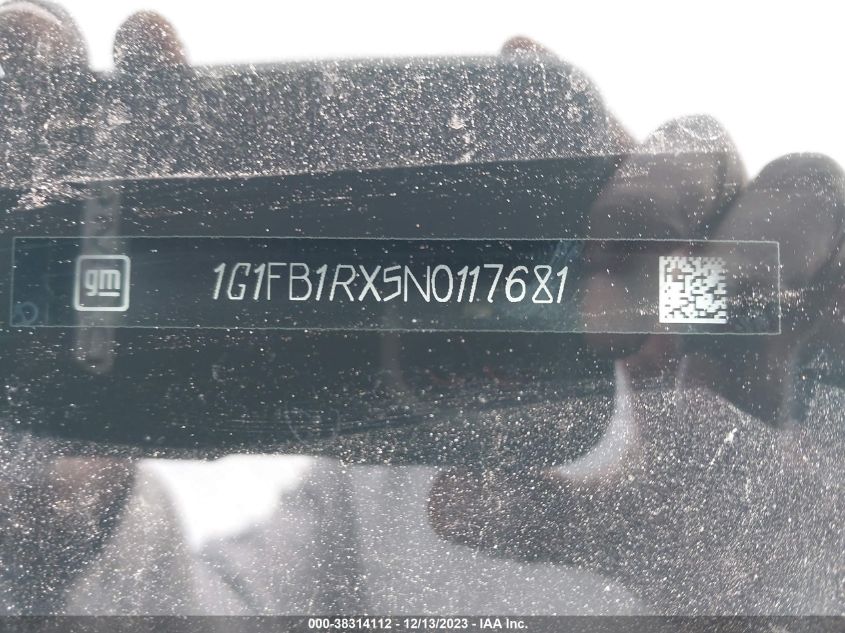 gm 1G1FB1RX5N0117681
000-38314112 - 12/13/2023 - IAA Inc.